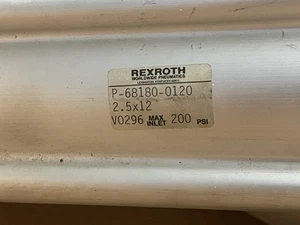 REXROTH
WORLDWIDE PNEUMATICS
P-68180-0120
2.5x12
V0296 MAX. INLET 200 PSI